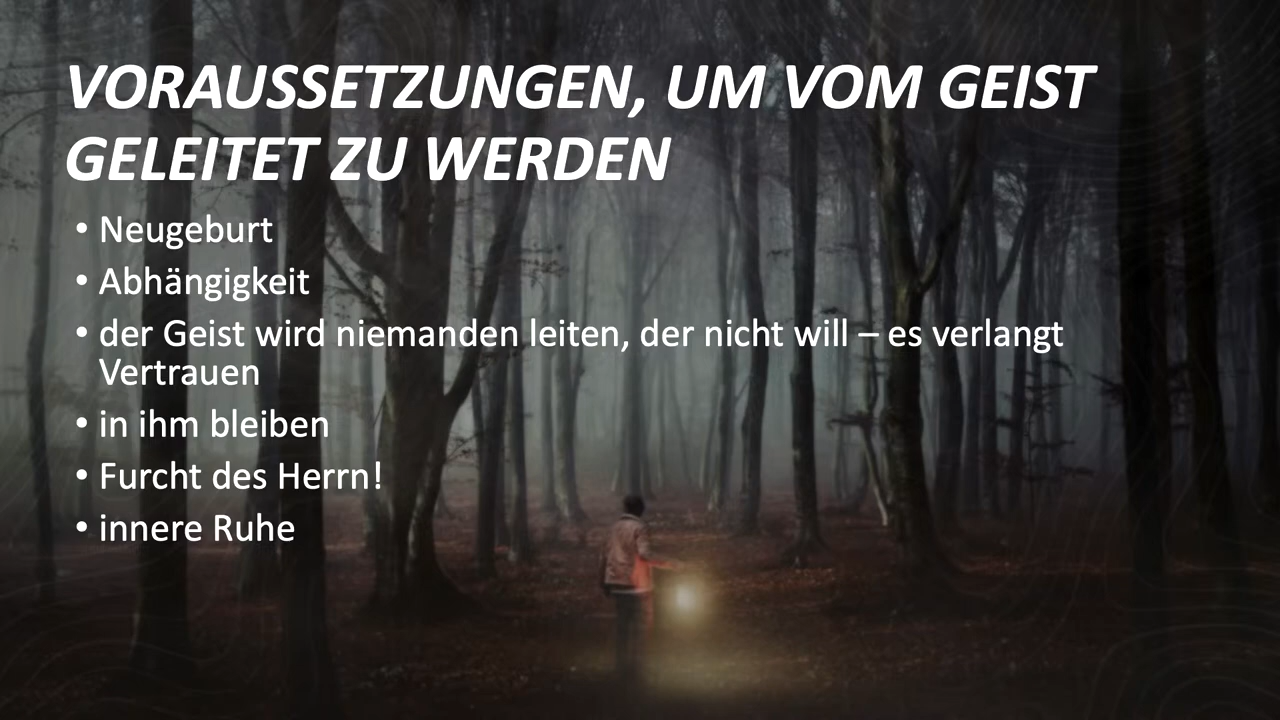 VORAUSSETZUNGEN, UM VOM GEIST
GELEITET ZU WERDEN
• Neugeburt
• Abhängigkeit
• der Geist wird niemanden leiten, der nicht will – es verlangt
Vertrauen
• in ihm bleiben
• Furcht des Herrn!
• innere Ruhe